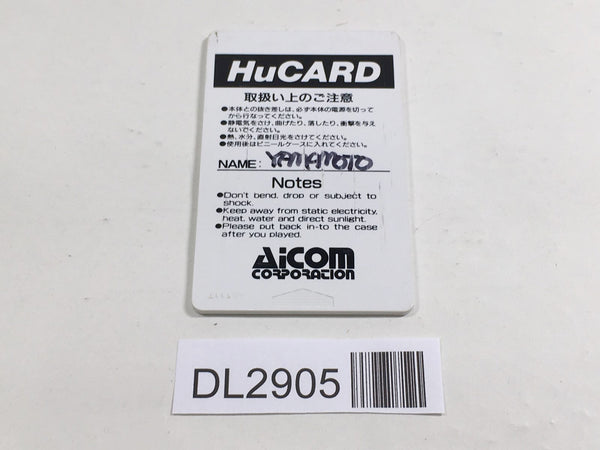 HuCARD
取扱い上のご注意
●本体との抜き差しは、必ず本体の電源を切って
から行なってください。
●静電気をさけ、曲げたり、落したり、衝撃を与え
ないでください。
●熱、水分、直射日光をさけてください。
●使用後はビニールケースに入れてください。
NAME: YAMAMOTO
Notes
●Don't bend, drop or subject to
shock.
●Keep away from static electricity,
heat, water and direct sunlight.
●Please put back in-to the case
after you played.
AiCOM
CORPORATION
DL2905